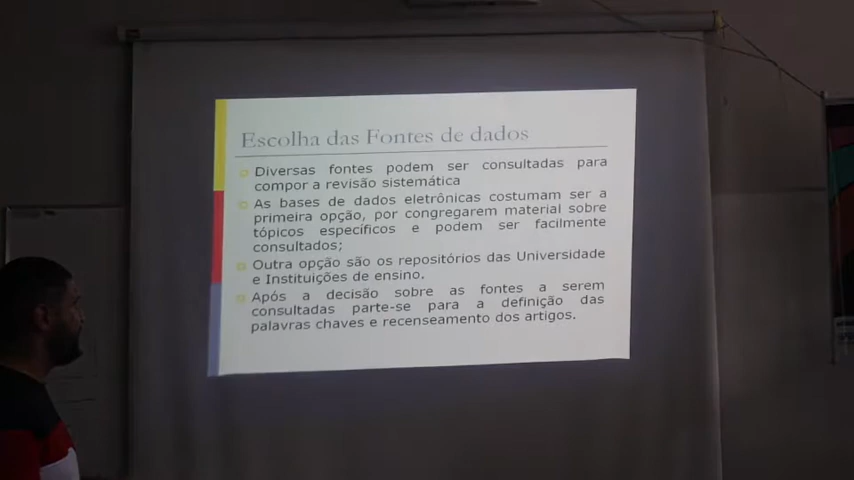 Escolha das Fontes de dados
Diversas fontes podem ser consultadas para
compor a revisão sistemática
As bases de dados eletrônicas costumam ser a
primeira opção, por congregarem material sobre
tópicos específicos e podem ser facilmente
consultados;
Outra opção são os repositórios das Universidade
e Instituições de ensino.
Após a decisão sobre as fontes a serem
consultadas parte-se para a definição das
palavras chaves e recenseamento dos artigos.